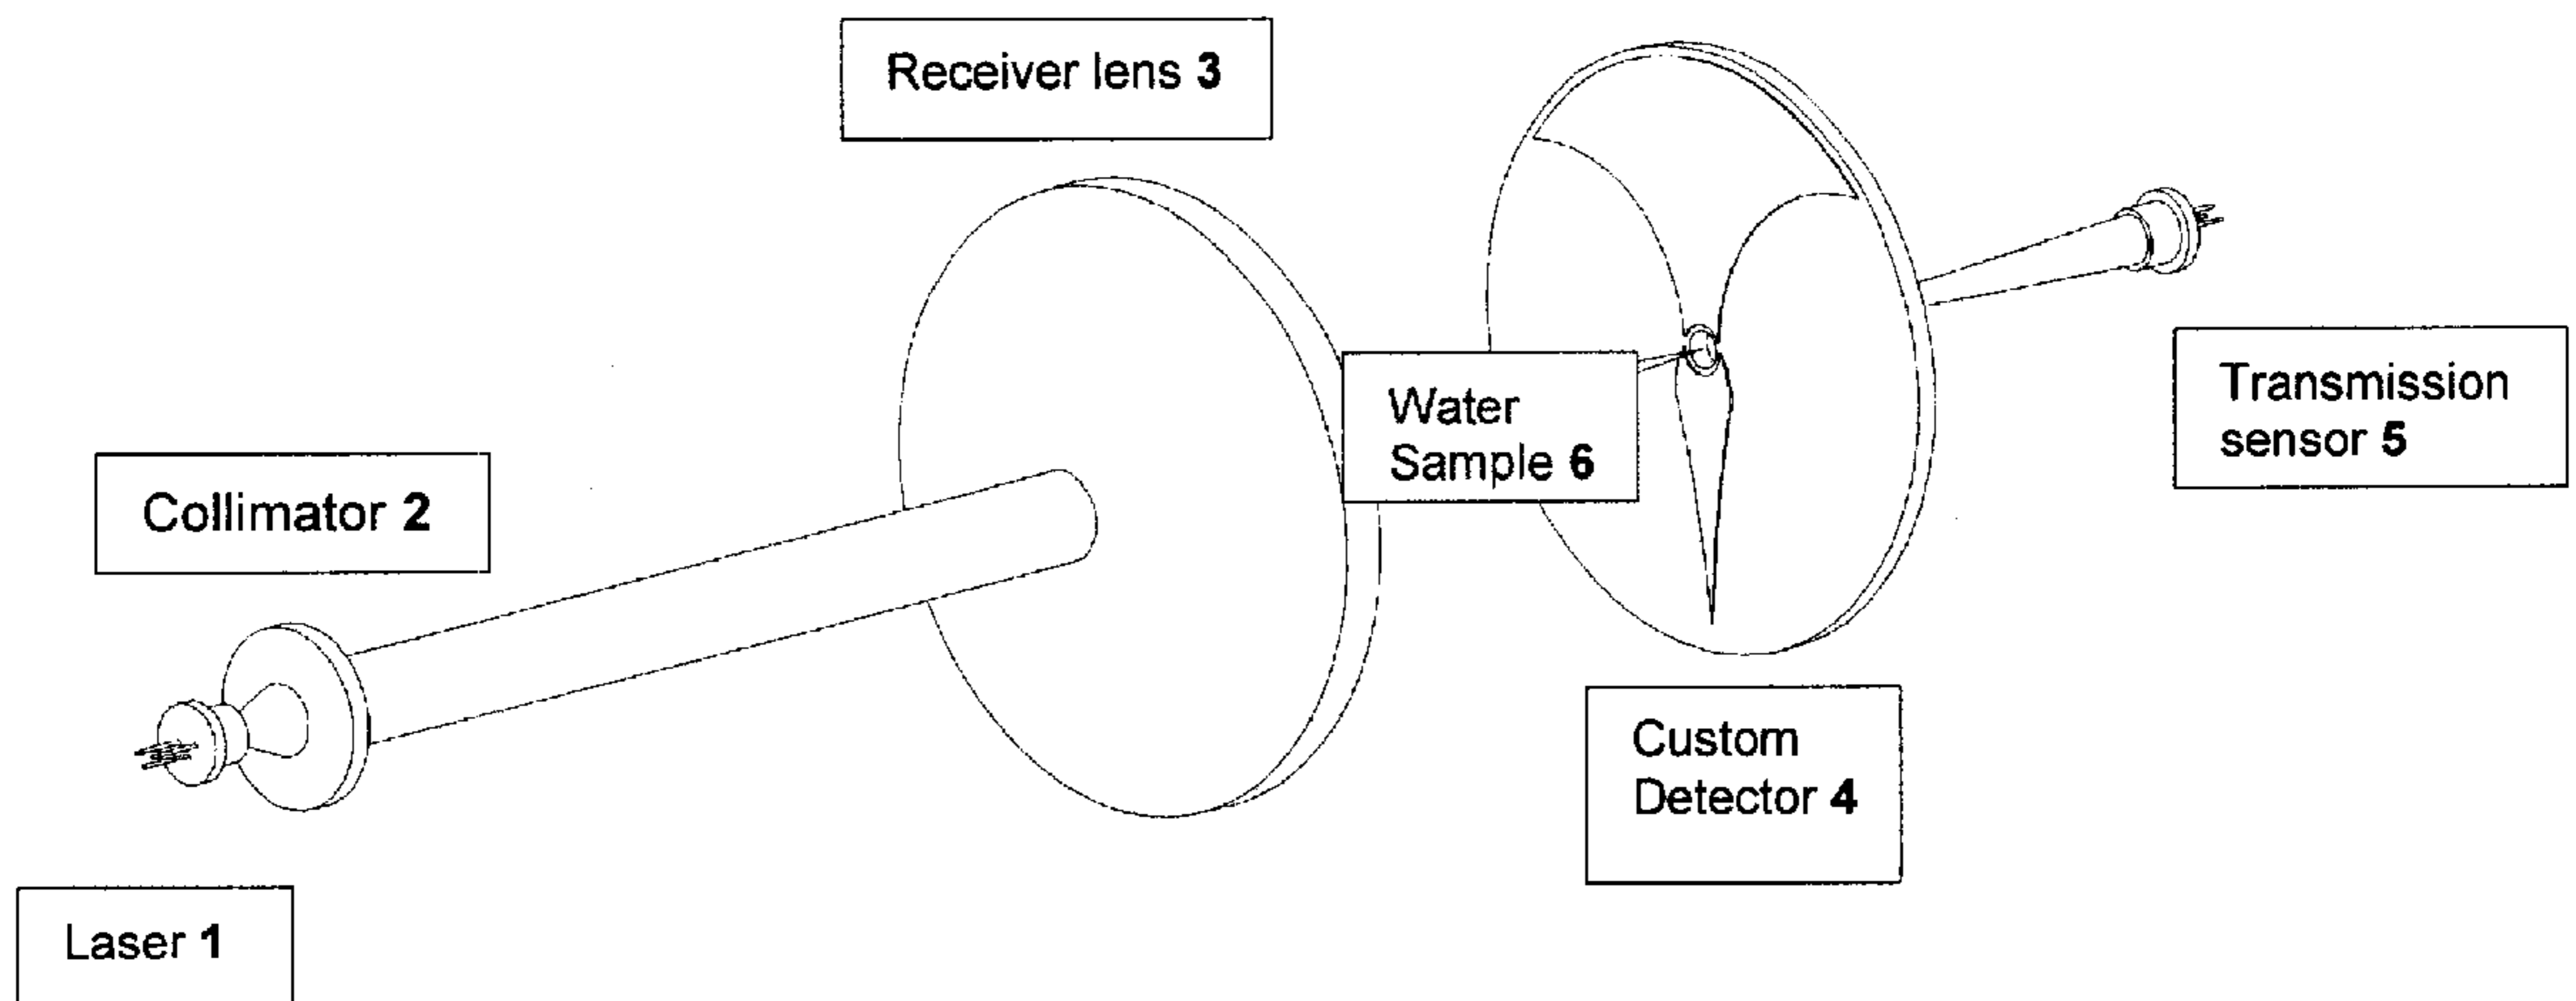 Receiver lens 3
Collimator 2
Water
Sample 6
Transmission
sensor 5
Custom
Detector 4
Laser 1